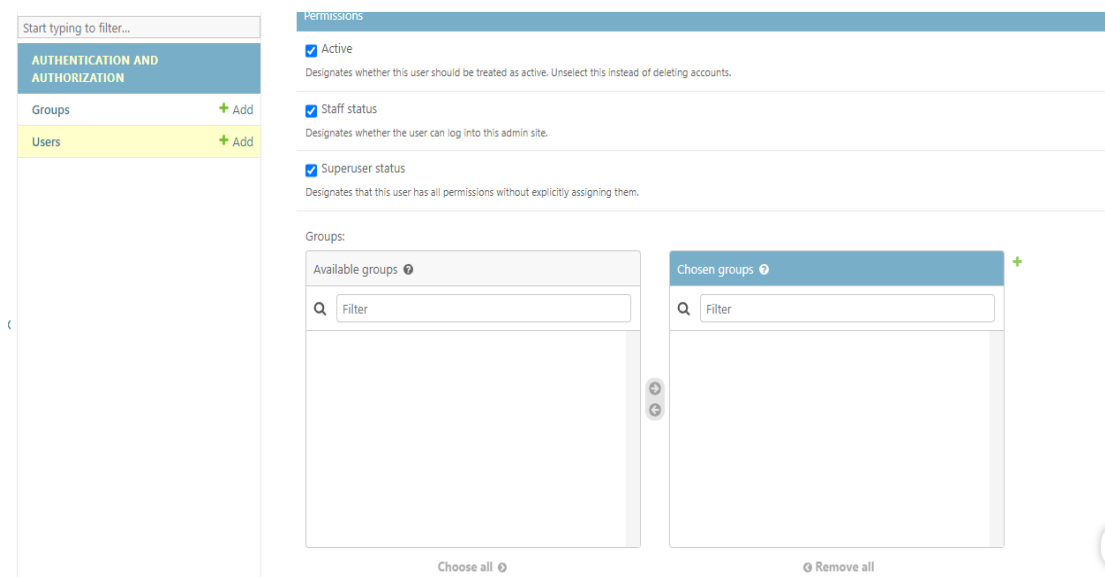 Start typing to filter...
AUTHENTICATION AND
AUTHORIZATION
Groups + Add
Users + Add
Permissions
Active
Designates whether this user should be treated as active. Unselect this instead of deleting accounts.
Staff status
Designates whether the user can log into this admin site.
Superuser status
Designates that this user has all permissions without explicitly assigning them.
Groups:
Available groups ?
Filter
Choose all
Chosen groups ?
Filter
Remove all